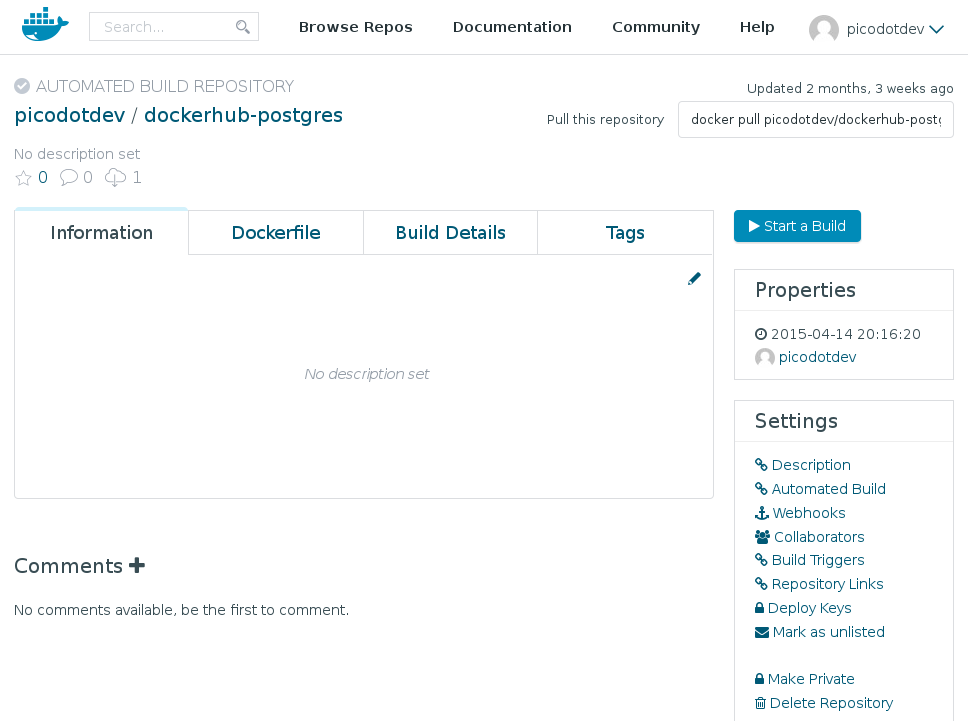 Search...
Browse Repos
Documentation
Community
Help
picodotdev
AUTOMATED BUILD REPOSITORY
Updated 2 months, 3 weeks ago
picodotdev / dockerhub-postgres
Pull this repository
docker pull picodotdev/dockerhub-postg
No description set
0 0 1
Information
Dockerfile
Build Details
Tags
No description set
Comments
No comments available, be the first to comment.
Start a Build
Properties
2015-04-14 20:16:20
picodotdev
Settings
Description
Automated Build
Webhooks
Collaborators
Build Triggers
Repository Links
Deploy Keys
Mark as unlisted
Make Private
Delete Repository